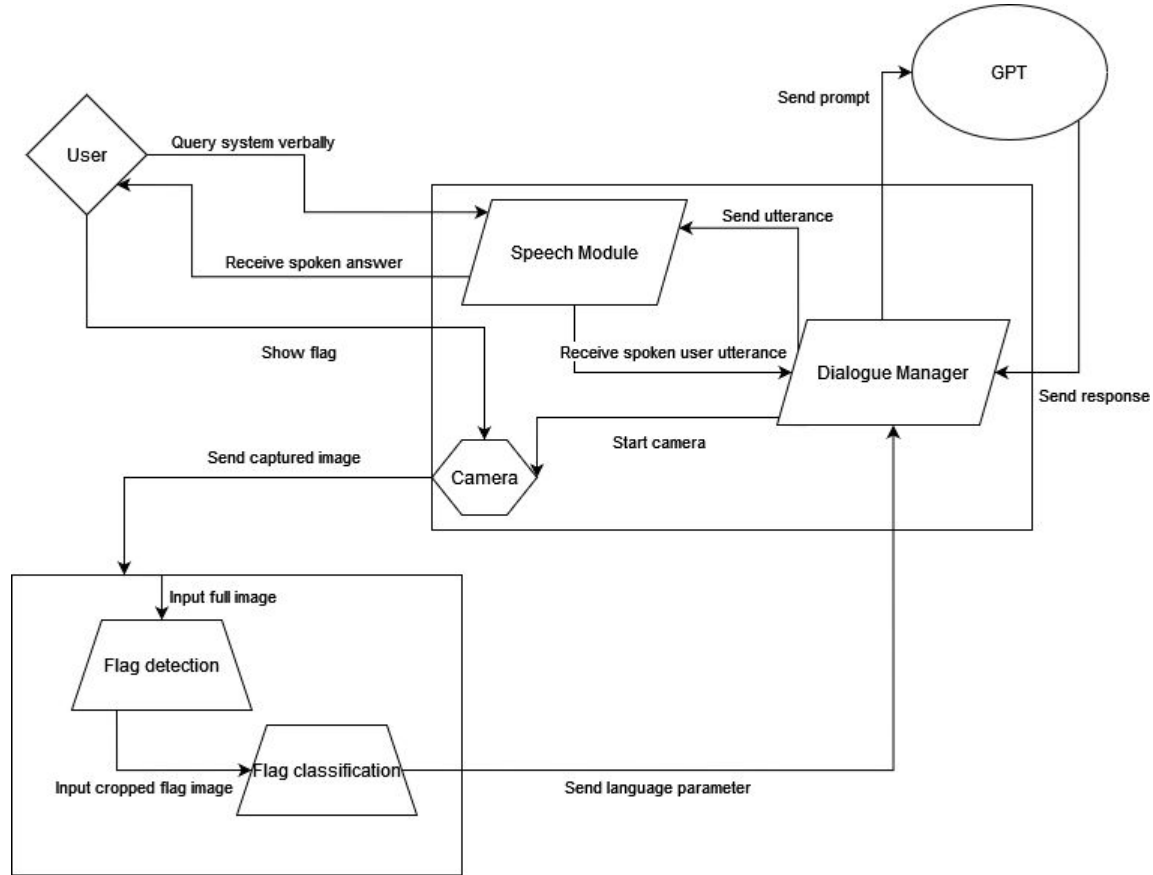 GPT
Send prompt
User
Query system verbally
Send utterance
Speech Module
Receive spoken answer
Show flag
Receive spoken user utterance
Dialogue Manager
Send response
Start camera
Send captured image
Camera
Input full image
Flag detection
Flag classification
Input cropped flag image
Send language parameter